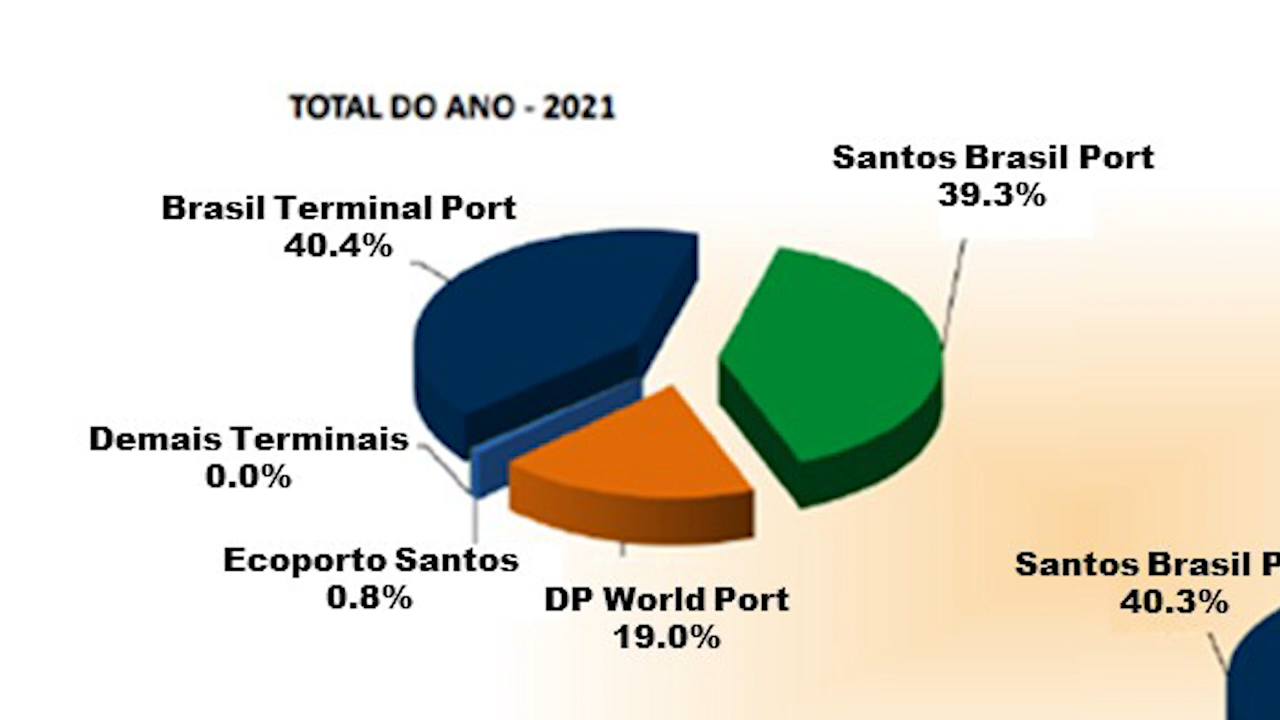 TOTAL DO ANO - 2021
Santos Brasil Port
39.3%
Brasil Terminal Port
40.4%
Demais Terminais
0.0%
Ecoporto Santos
0.8%
DP World Port
19.0%
Santos Brasil P
40.3%